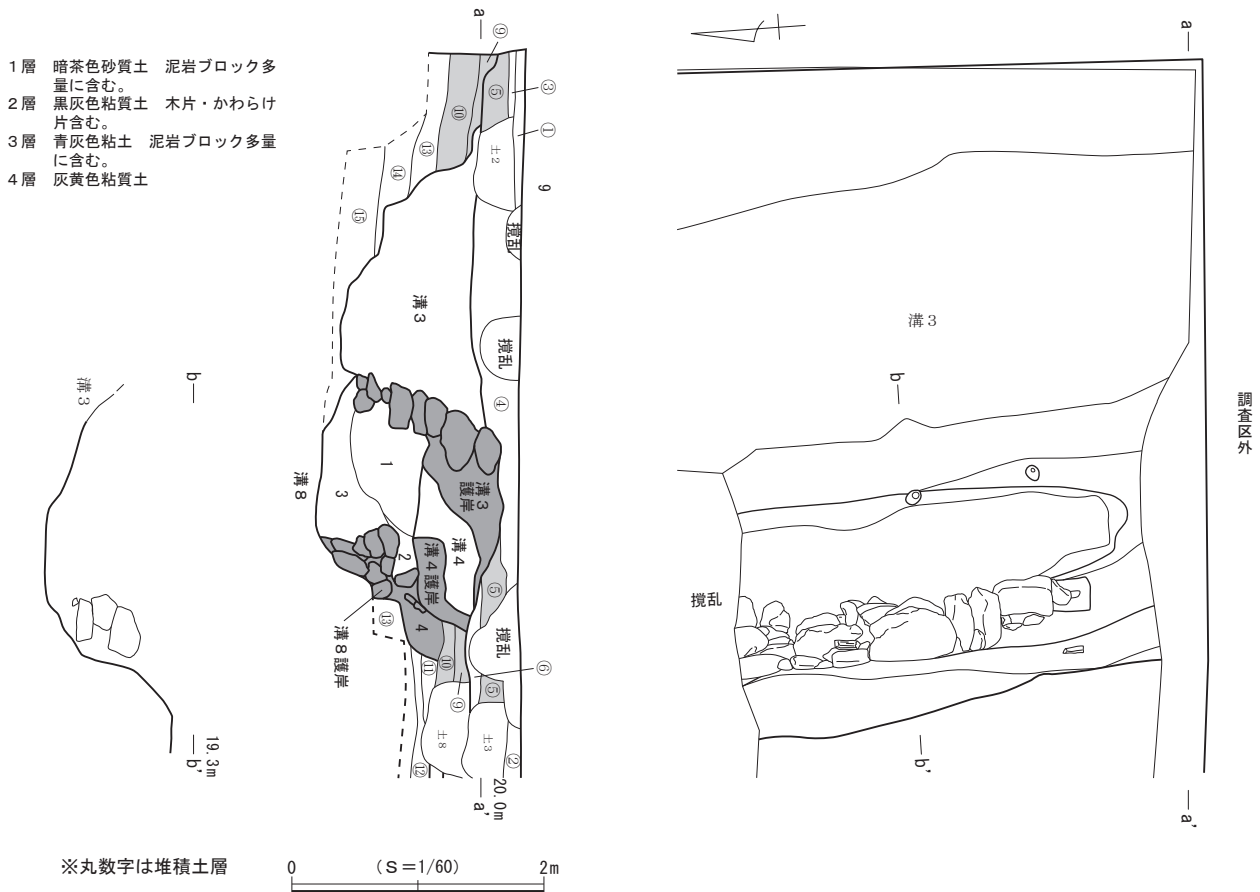 1層　暗茶色砂質土　泥岩ブロック多
量に含む。
2層　黒灰色粘質土　木片・かわらけ
片含む。
3層　青灰色粘土　泥岩ブロック多量
に含む。
4層　灰黄色粘質土
a
⑨
③
⑤
①
⑩
土2
⑬
⑭
9
⑮
撹乱
溝3
撹乱
④
溝8
1
3
溝3
護岸
溝4
2
溝4護岸
⑤
⑬
4
撹乱
溝8護岸
⑪
⑩
⑥
⑨
⑤
土8
土3
⑫
②
20.0m
a'
b
溝3
19.3m
b'
a
溝3
調査区外
b
撹乱
b'
a'
※丸数字は堆積土層
0
(S=1/60)
2m